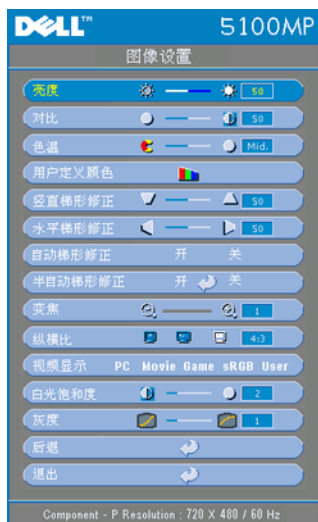 DELL™ 5100MP
图像设置
亮度 50
对比 50
色温 Mid.
用户定义颜色
竖直梯形修正 50
水平梯形修正 50
自动梯形修正 开 关
半自动梯形修正 开 关
变焦 1
纵横比 4:3
视频显示 PC Movie Game sRGB User
白光饱和度 2
灰度 1
后退
退出
Component - P Resolution : 720 X 480 / 60 Hz